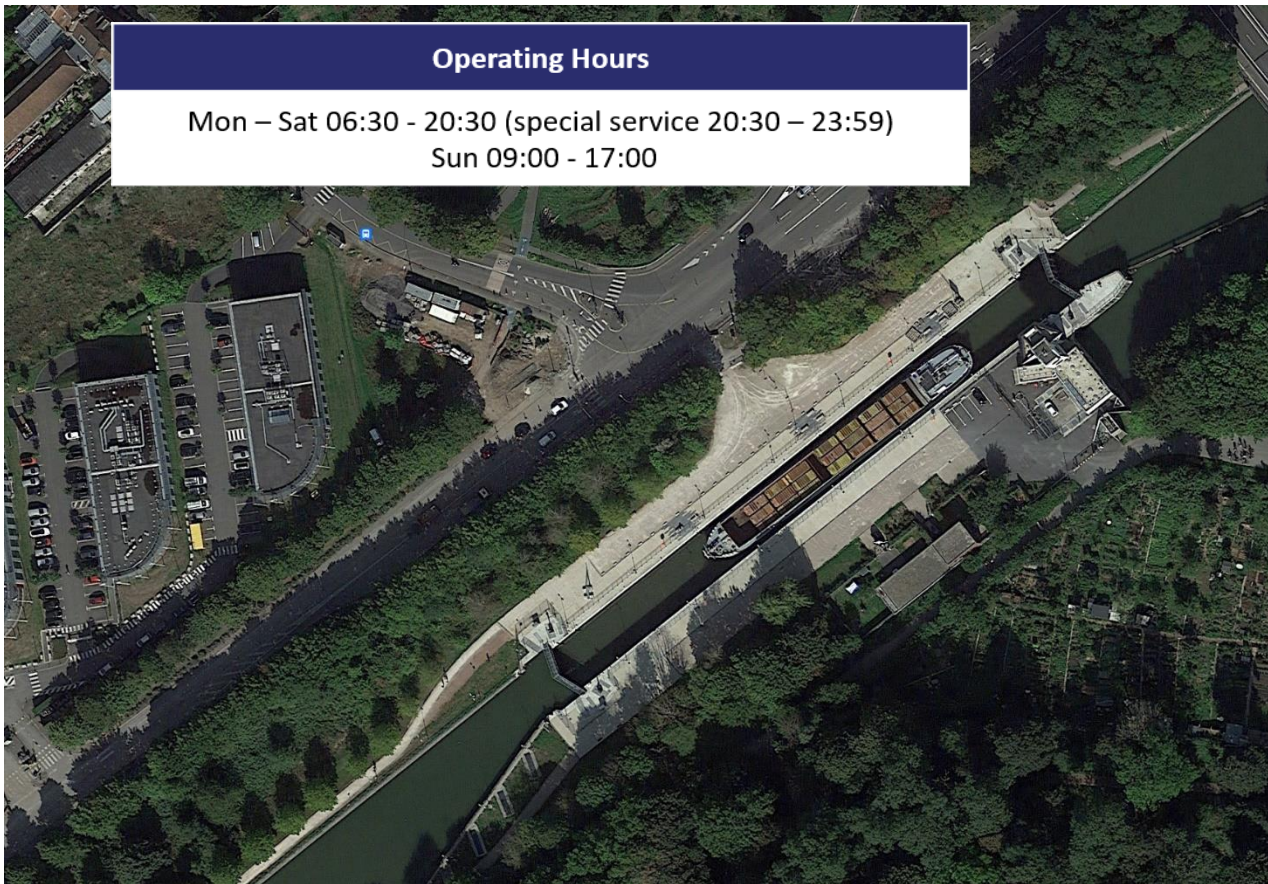 Operating Hours
Mon – Sat 06:30 - 20:30 (special service 20:30 – 23:59)
Sun 09:00 - 17:00